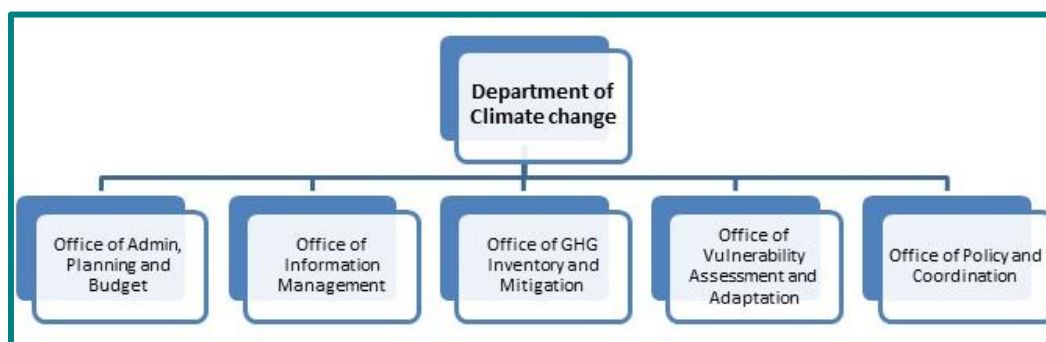 Department of
Climate change
Office of Admin,
Planning and
Budget
Office of
Information
Management
Office of GHG
Inventory and
Mitigation
Office of
Vulnerability
Assessment and
Adaptation
Office of Policy and
Coordination